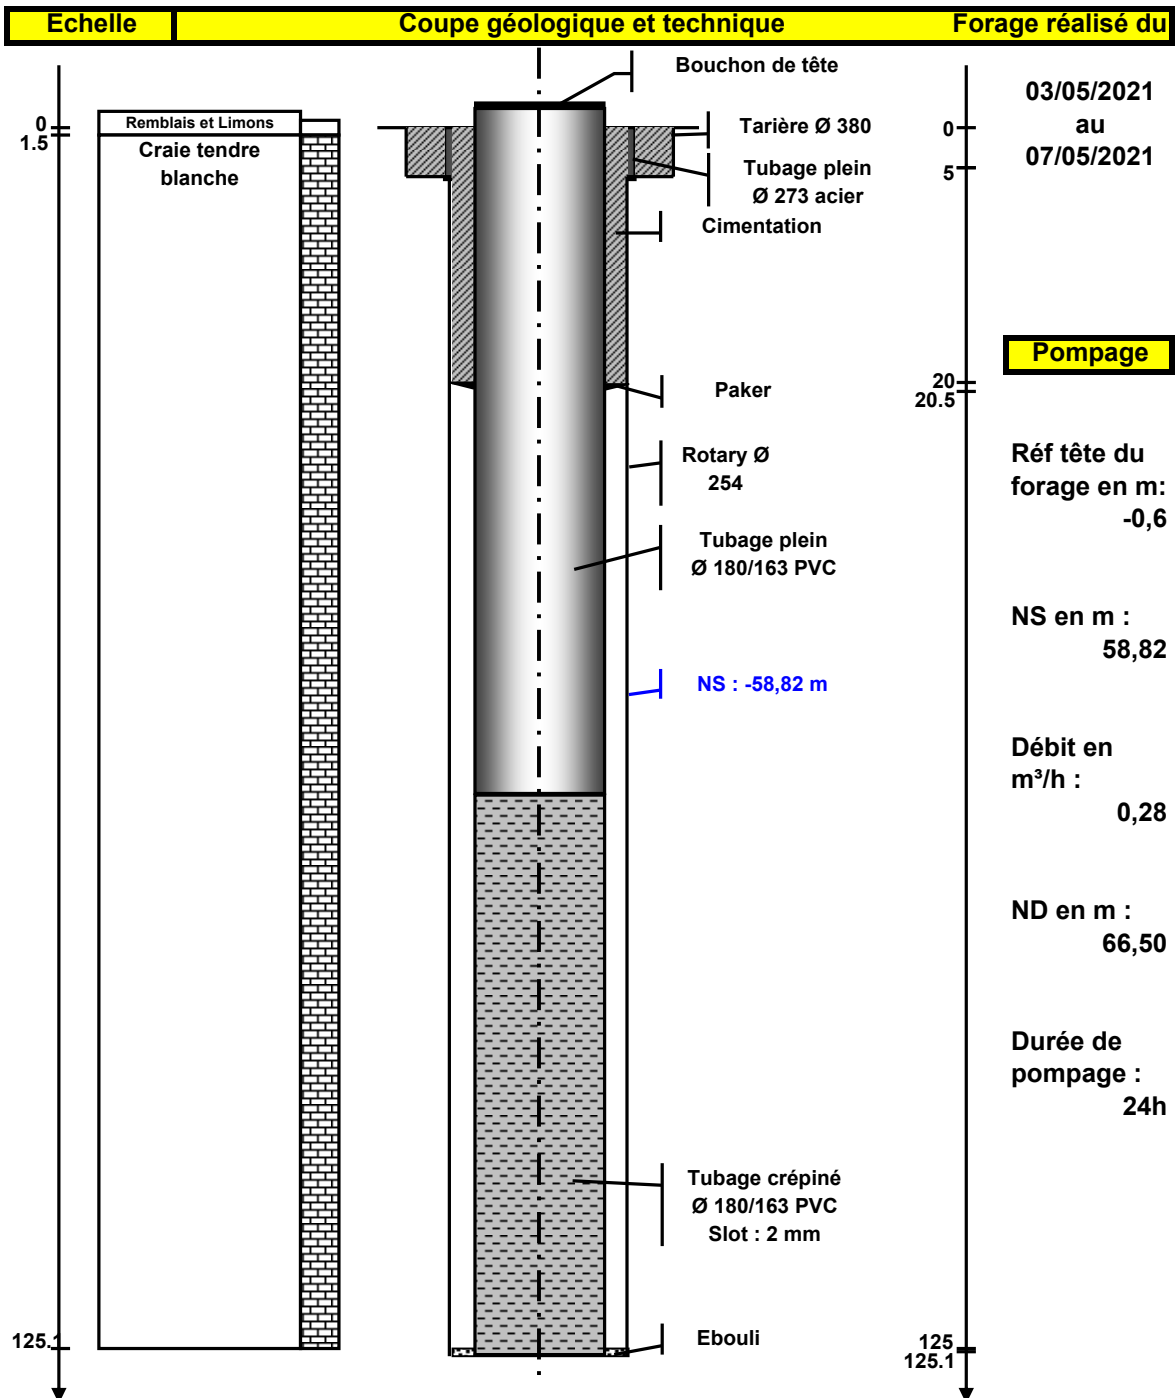 Echelle
Coupe géologique et technique
Forage réalisé du
Bouchon de tête
03/05/2021
au
07/05/2021
0
1.5
Remblais et Limons
Craie tendre
blanche
Tarière Ø 380
Tubage plein
Ø 273 acier
Cimentation
0
5
Pompage
Paker
20
20.5
Rotary Ø
254
Réf tête du
forage en m:
-0,6
Tubage plein
Ø 180/163 PVC
NS en m :
58,82
NS : -58,82 m
Débit en
m³/h :
0,28
ND en m :
66,50
Durée de
pompage :
24h
Tubage crépiné
Ø 180/163 PVC
Slot : 2 mm
125.1
Ebouli
125
125.1